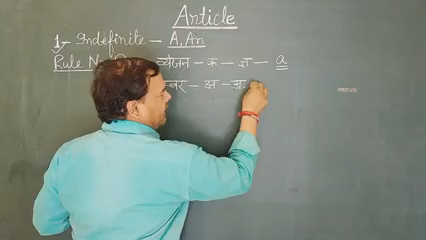 Article
1- Indefinite - A, An
Rule N व्यंजन - क - ज्ञ - a
स्वर - अ - अः